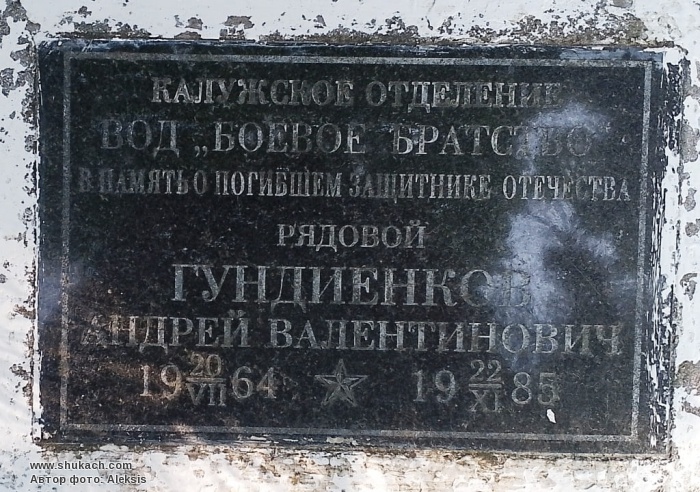 КАЛУЖСКОЕ ОТДЕЛЕНИЕ
ВОД „БОЕВОЕ БРАТСТВО"
В ПАМЯТЬ О ПОГИБШЕМ ЗАЩИТНИКЕ ОТЕЧЕСТВА
РЯДОВОЙ
ГУНДИЕНКОВ
АНДРЕЙ ВАЛЕНТИНОВИЧ
19 20/VII 64 ★ 19 22/XI 85
www.shukach.com
Автор фото: Aleksis